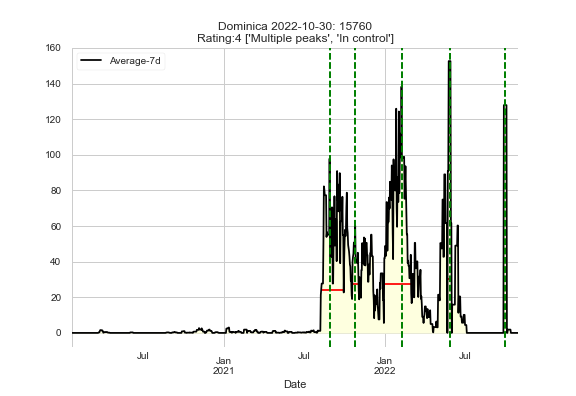 Dominica 2022-10-30: 15760
Rating:4 ['Multiple peaks', 'In control']
160
Average-7d
140
120
100
80
60
40
20
0
Jul
Jan
2021
Jul
Jan
2022
Jul
Date